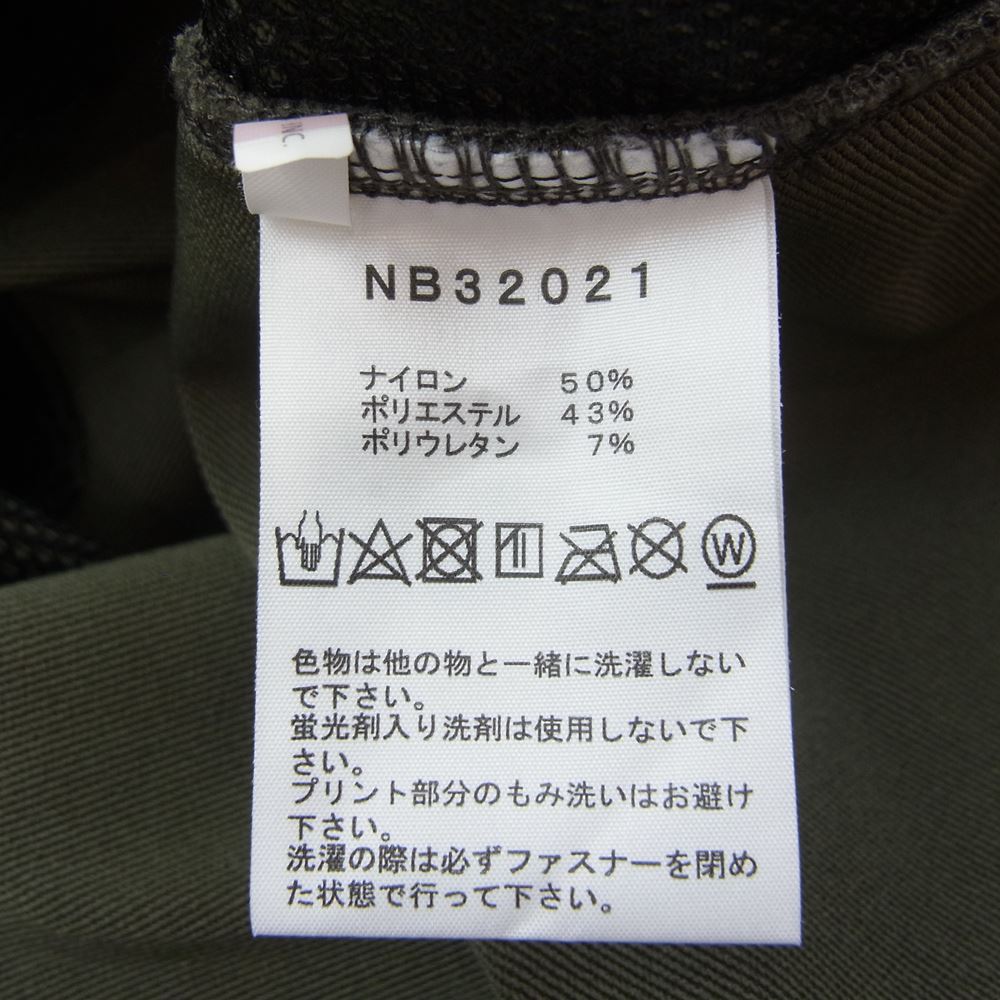 INC.
NB32021
ナイロン 50%
ポリエステル 43%
ポリウレタン 7%
W
色物は他の物と一緒に洗濯しない
で下さい。
蛍光剤入り洗剤は使用しないで下
さい。
プリント部分のもみ洗いはお避け
下さい。
洗濯の際は必ずファスナーを閉め
た状態で行って下さい。